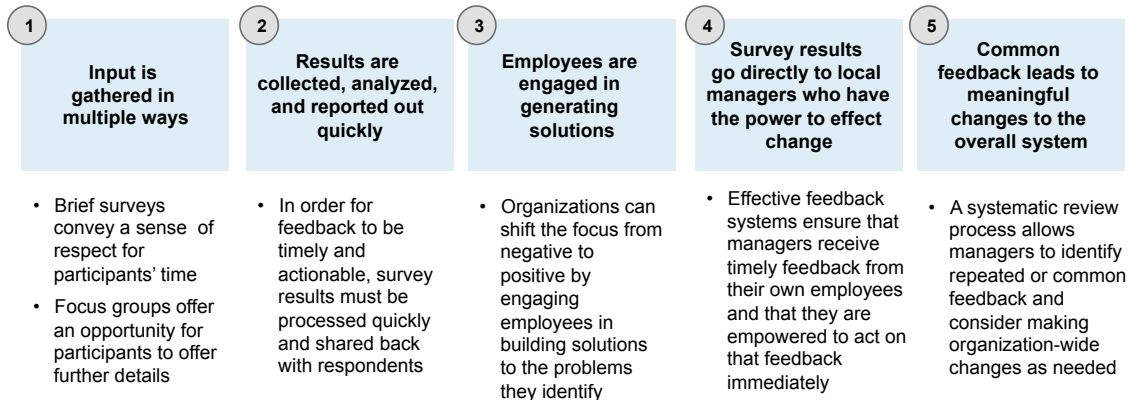 1
Input is
gathered in
multiple ways
• Brief surveys
convey a sense of
respect for
participants’ time
• Focus groups offer
an opportunity for
participants to offer
further details
2
Results are
collected, analyzed,
and reported out
quickly
• In order for
feedback to be
timely and
actionable, survey
results must be
processed quickly
and shared back
with respondents
3
Employees are
engaged in
generating
solutions
• Organizations can
shift the focus from
negative to
positive by
engaging
employees in
building solutions
to the problems
they identify
4
Survey results
go directly to local
managers who have
the power to effect
change
• Effective feedback
systems ensure that
managers receive
timely feedback from
their own employees
and that they are
empowered to act on
that feedback
immediately
5
Common
feedback leads to
meaningful
changes to the
overall system
• A systematic review
process allows
managers to identify
repeated or common
feedback and
consider making
organization-wide
changes as needed